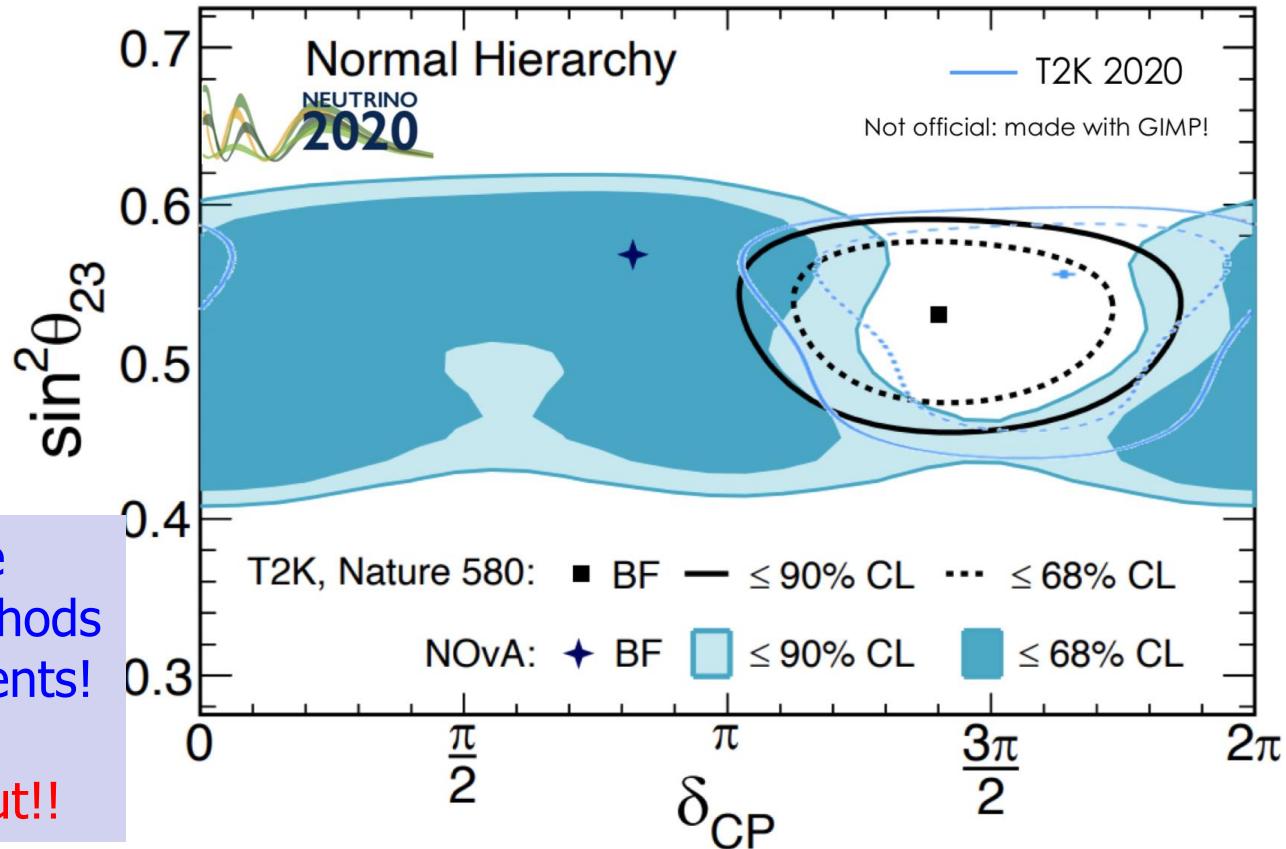 Normal Hierarchy
NEUTRINO
2020
T2K 2020
Not official: made with GIMP!
0.7
0.6
0.5
0.4
0.3
sin²θ₂₃
T2K, Nature 580: ■ BF ≤ 90% CL ≤ 68% CL
NOvA: ✦ BF ≤ 90% CL ≤ 68% CL
0
π/2
π
3π/2
2π
δCP
e
hods
ents!
ut!!